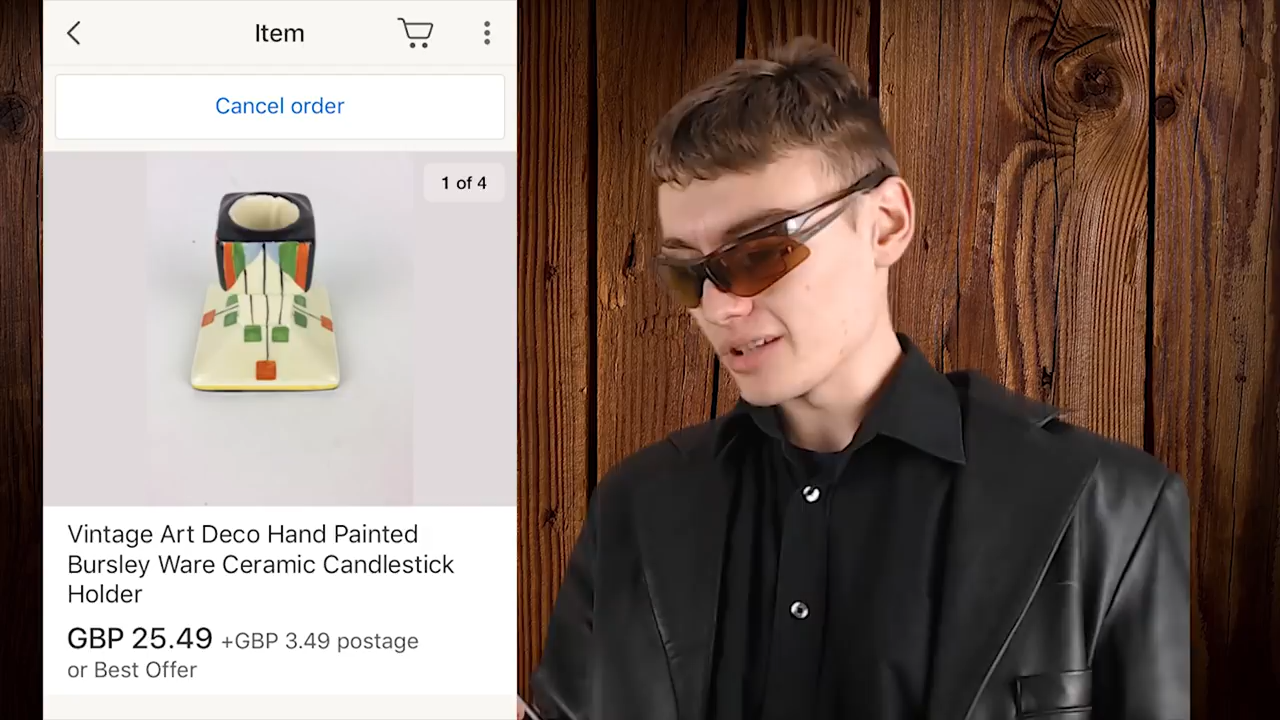 Item
Cancel order
1 of 4
Vintage Art Deco Hand Painted
Bursley Ware Ceramic Candlestick
Holder
GBP 25.49 +GBP 3.49 postage
or Best Offer